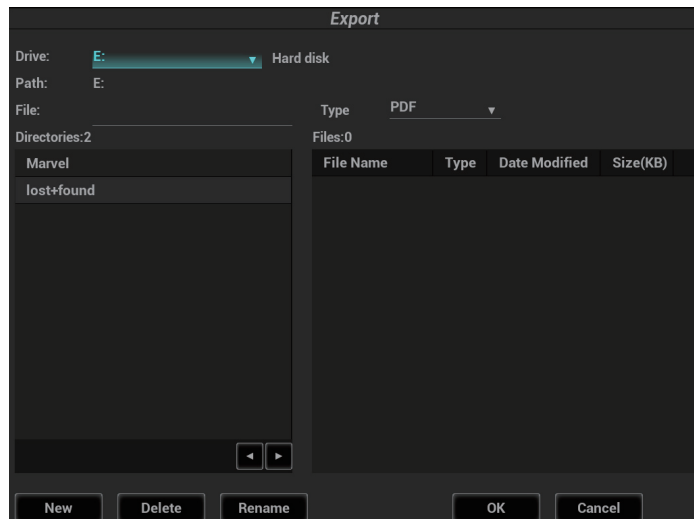 Export
Drive: E: Hard disk
Path: E:
File: Type PDF
Directories:2 Files:0
Marvel File Name Type Date Modified Size(KB)
lost+found
New Delete Rename OK Cancel